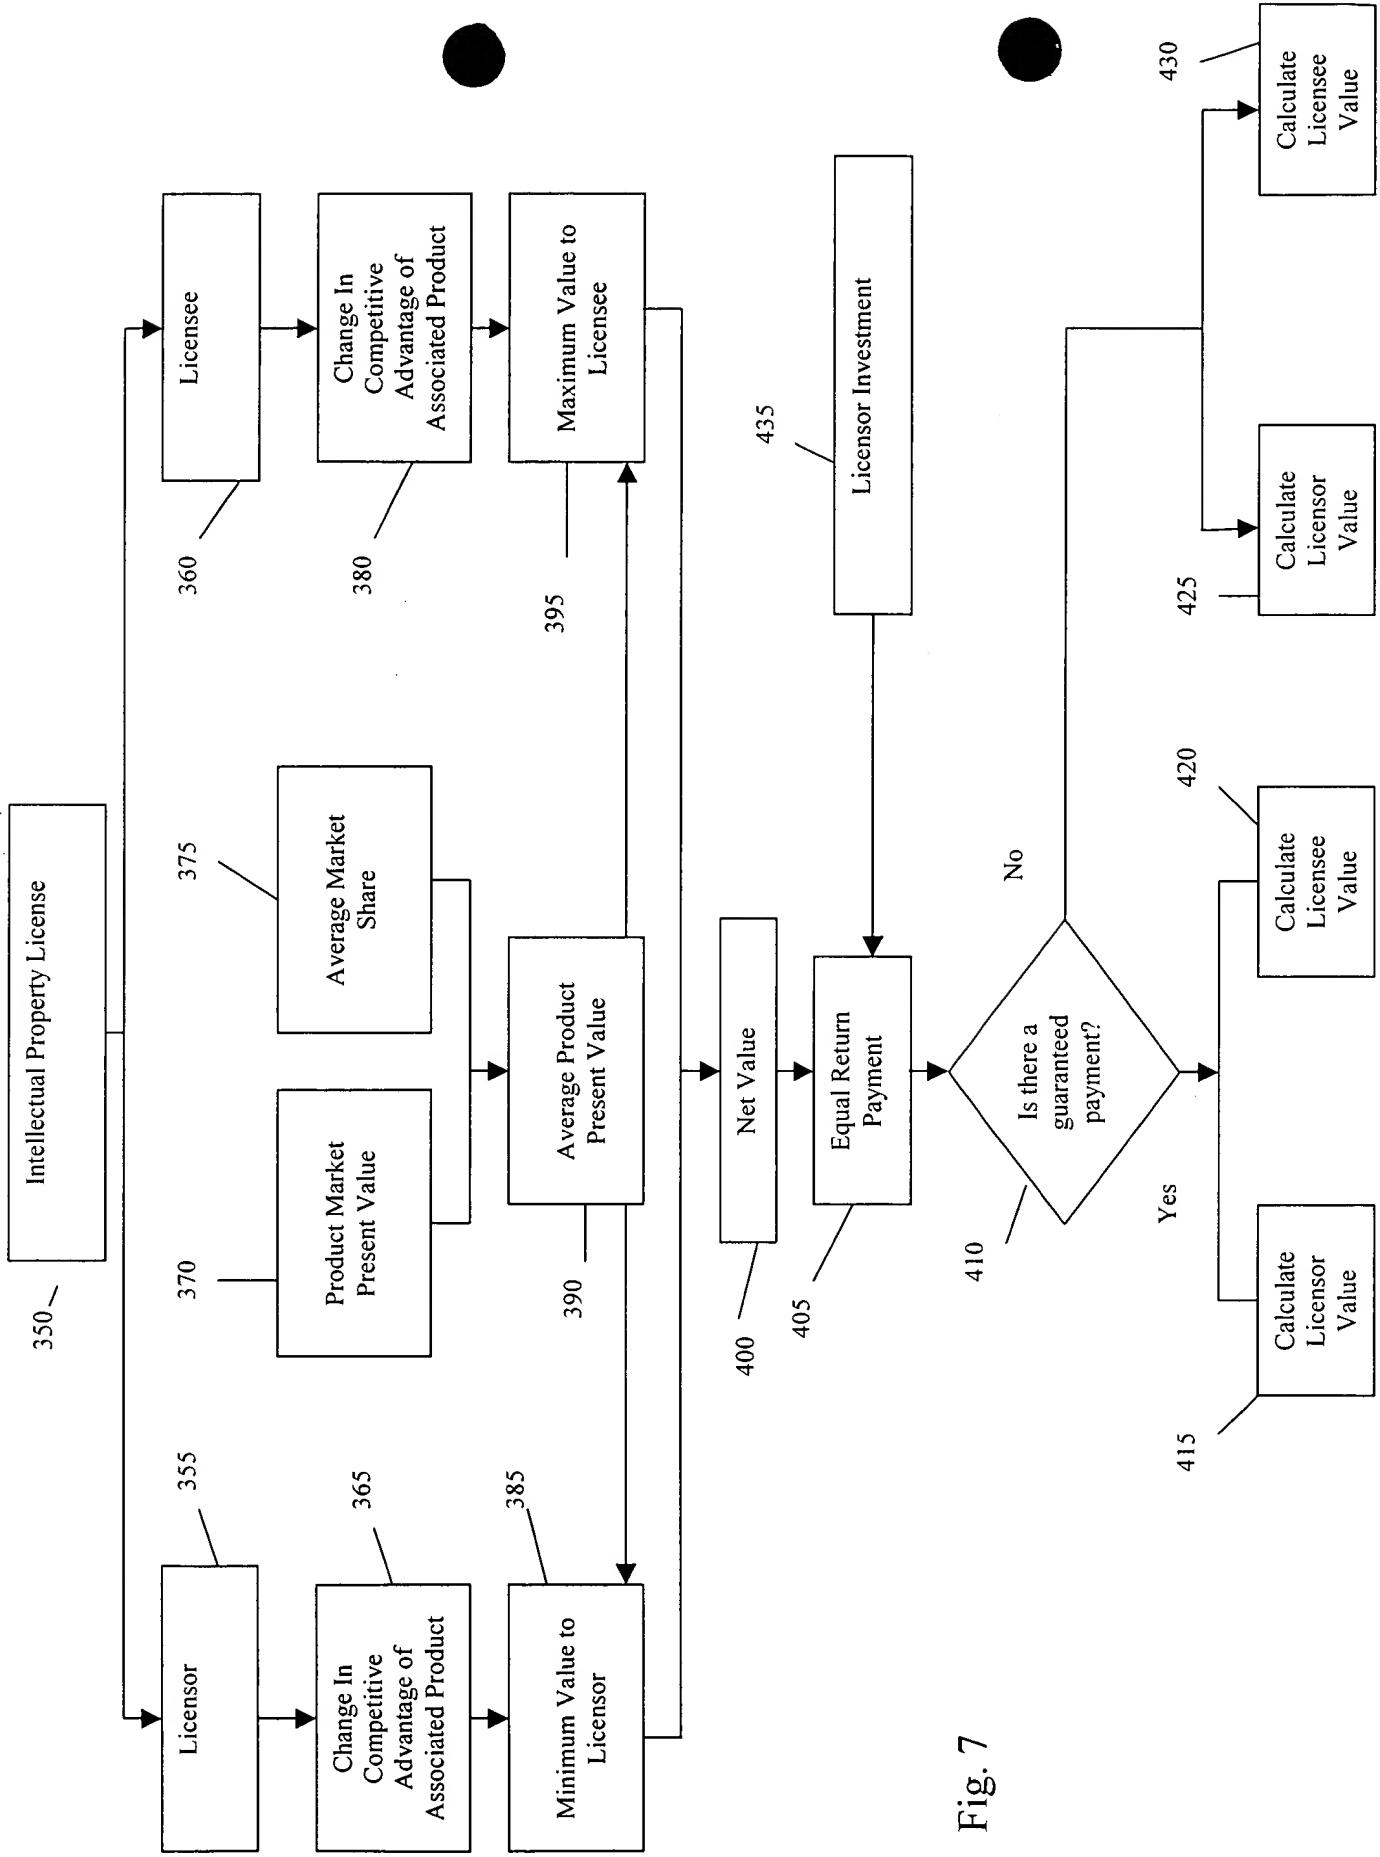 Intellectual Property License
350
Licensor
355
Licensee
360
Change In
Competitive
Advantage of
Associated Product
365
Product Market
Present Value
370
Average Market
Share
375
Change In
Competitive
Advantage of
Associated Product
380
Minimum Value to
Licensor
385
Average Product
Present Value
390
Maximum Value to
Licensee
395
Net Value
400
Equal Return
Payment
405
Licensor Investment
435
Is there a
guaranteed
payment?
410
Yes
No
Calculate
Licensor
Value
415
Calculate
Licensee
Value
420
Calculate
Licensor
Value
425
Calculate
Licensee
Value
430
Fig. 7